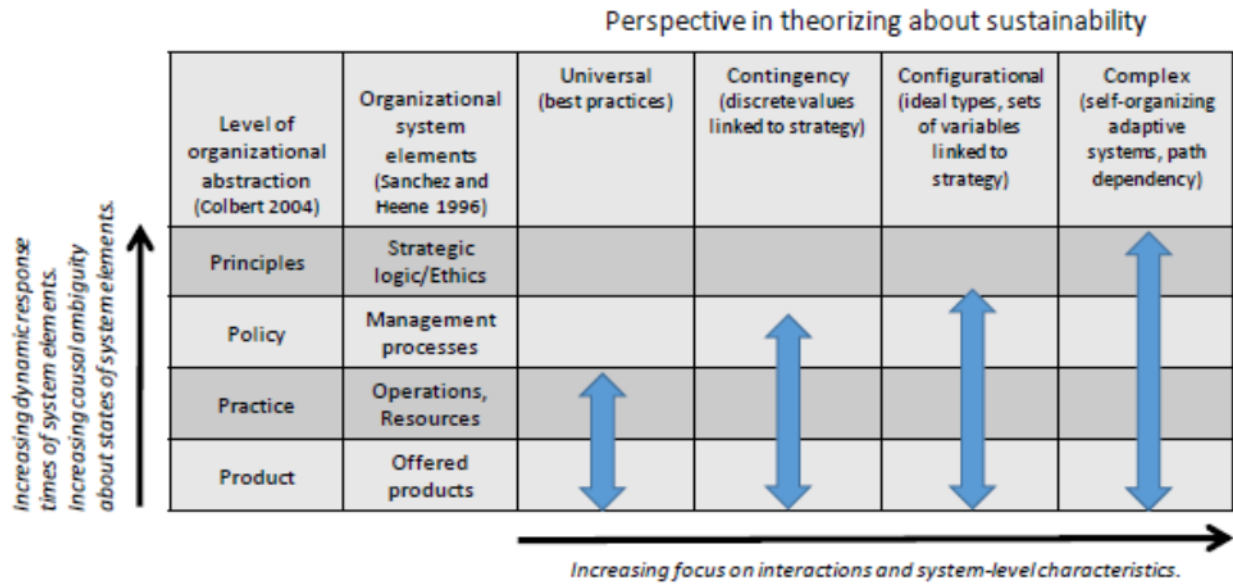 Perspective in theorizing about sustainability
Level of
organizational
abstraction
(Colbert 2004)
Organizational
system
elements
(Sanchez and
Heene 1996)
Universal
(best practices)
Contingency
(discrete values
linked to strategy)
Configurational
(ideal types, sets
of variables
linked to
strategy)
Complex
(self-organizing
adaptive
systems, path
dependency)
Principles
Strategic
logic/Ethics
Policy
Management
processes
Practice
Operations,
Resources
Product
Offered
products
Increasing dynamic response
times of system elements.
Increasing causal ambiguity
about states of system elements.
Increasing focus on interactions and system-level characteristics.